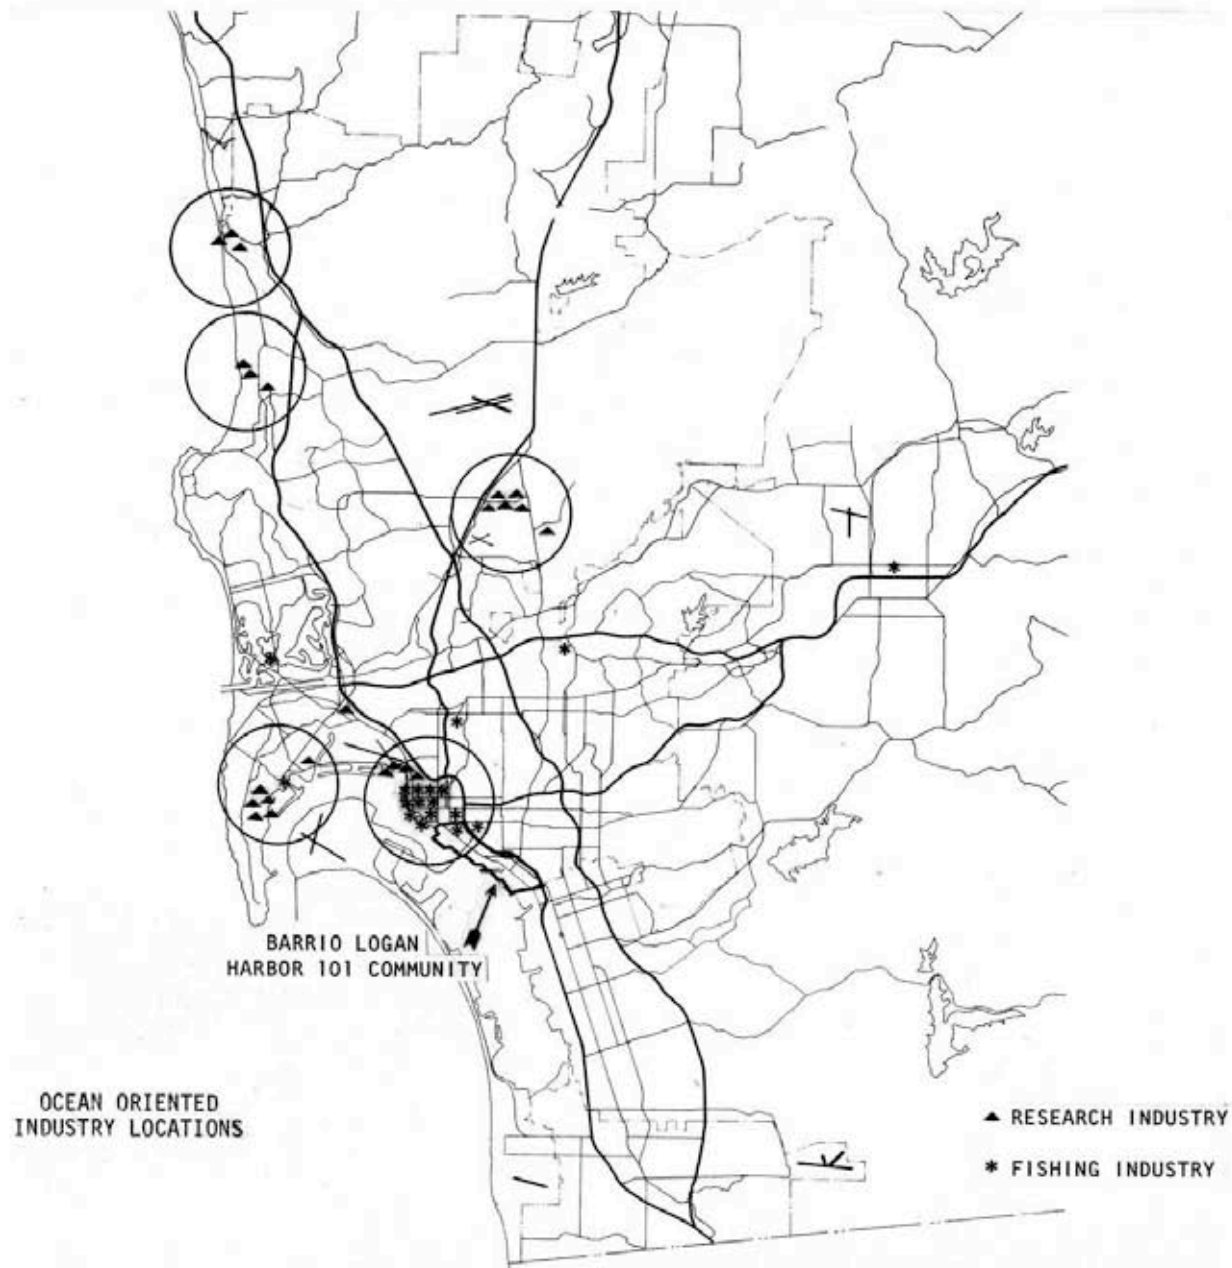 BARRIO LOGAN
HARBOR 101 COMMUNITY
OCEAN ORIENTED
INDUSTRY LOCATIONS
▲ RESEARCH INDUSTRY
* FISHING INDUSTRY